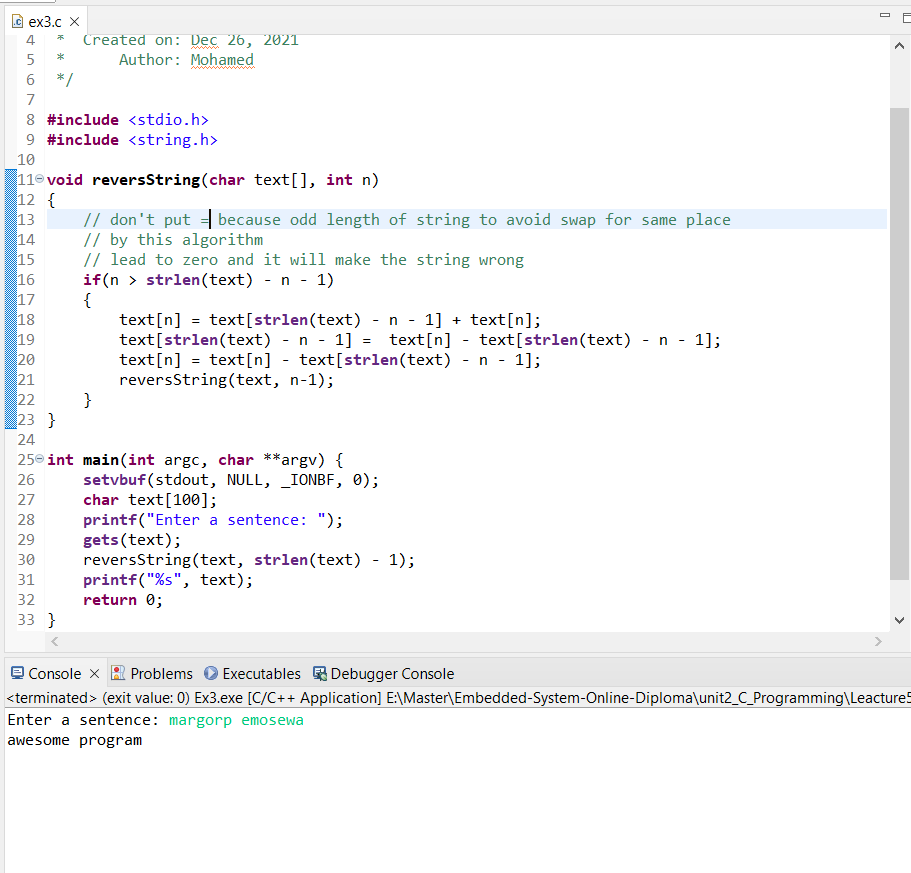 ex3.c
4  *  Created on: Dec 26, 2021
5  *      Author: Mohamed
6  */
7
8 #include <stdio.h>
9 #include <string.h>
10
11 void reversString(char text[], int n)
12 {
13     // don't put = because odd length of string to avoid swap for same place
14     // by this algorithm
15     // lead to zero and it will make the string wrong
16     if(n > strlen(text) - n - 1)
17     {
18         text[n] = text[strlen(text) - n - 1] + text[n];
19         text[strlen(text) - n - 1] =  text[n] - text[strlen(text) - n - 1];
20         text[n] = text[n] - text[strlen(text) - n - 1];
21         reversString(text, n-1);
22     }
23 }
24
25 int main(int argc, char **argv) {
26     setvbuf(stdout, NULL, _IONBF, 0);
27     char text[100];
28     printf("Enter a sentence: ");
29     gets(text);
30     reversString(text, strlen(text) - 1);
31     printf("%s", text);
32     return 0;
33 }
Console Problems Executables Debugger Console
<terminated> (exit value: 0) Ex3.exe [C/C++ Application] E:\Master\Embedded-System-Online-Diploma\unit2_C_Programming\Leacture5
Enter a sentence: margorp emosewa
awesome program